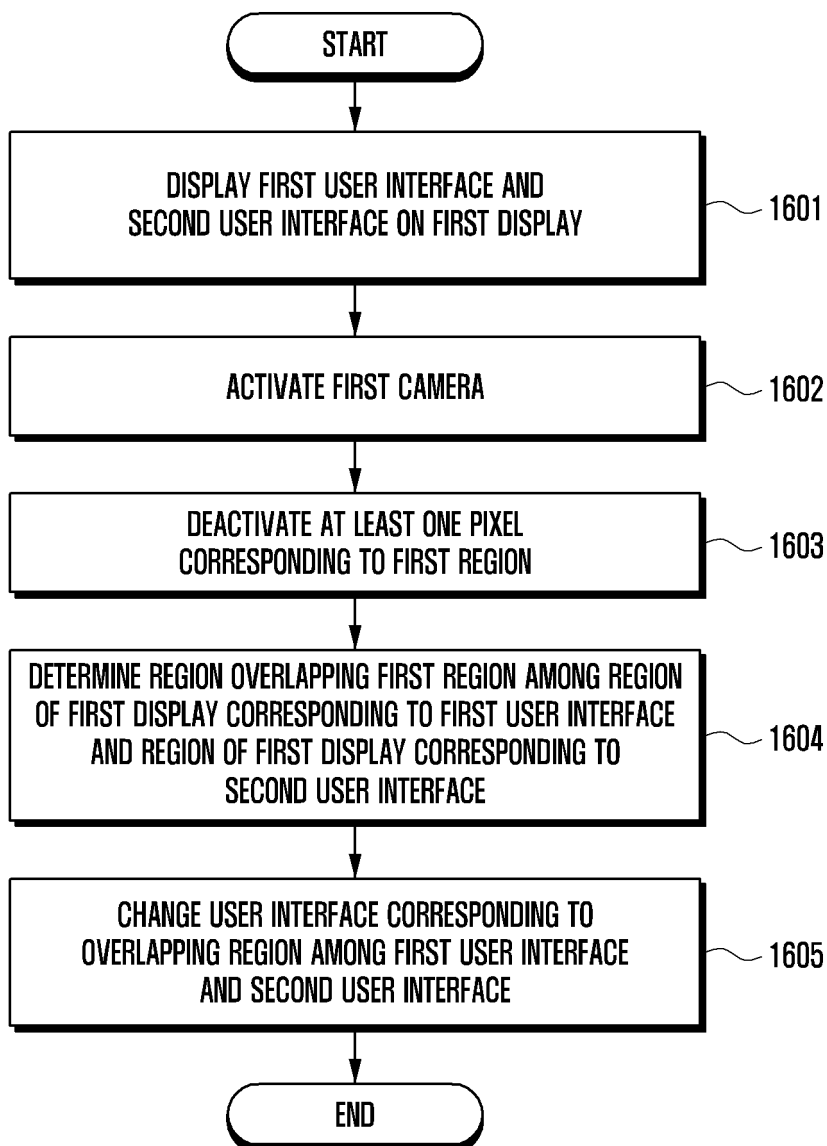 START
DISPLAY FIRST USER INTERFACE AND
SECOND USER INTERFACE ON FIRST DISPLAY
1601
ACTIVATE FIRST CAMERA
1602
DEACTIVATE AT LEAST ONE PIXEL
CORRESPONDING TO FIRST REGION
1603
DETERMINE REGION OVERLAPPING FIRST REGION AMONG REGION
OF FIRST DISPLAY CORRESPONDING TO FIRST USER INTERFACE
AND REGION OF FIRST DISPLAY CORRESPONDING TO
SECOND USER INTERFACE
1604
CHANGE USER INTERFACE CORRESPONDING TO
OVERLAPPING REGION AMONG FIRST USER INTERFACE
AND SECOND USER INTERFACE
1605
END